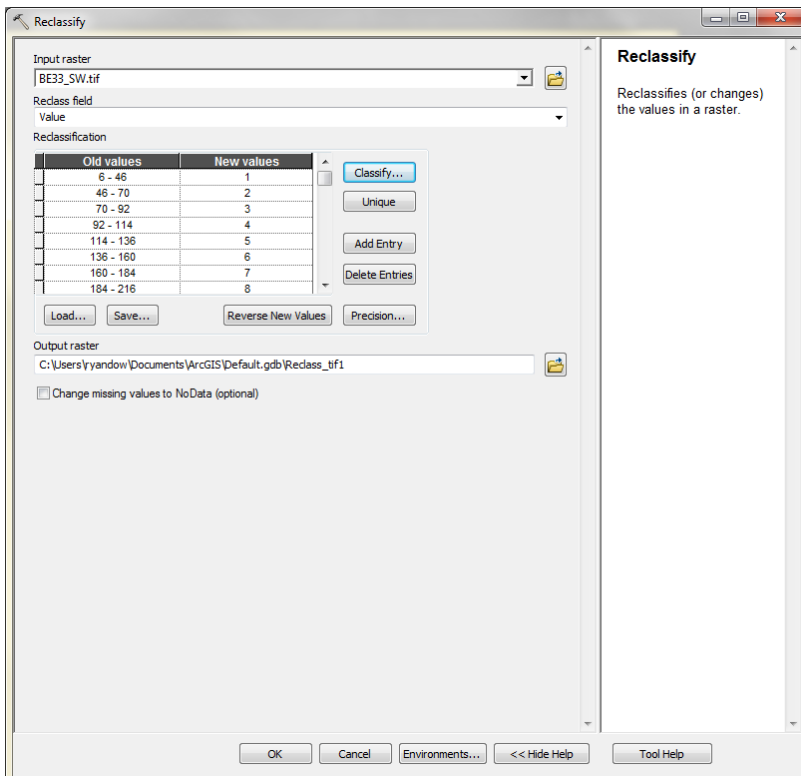 Reclassify
Input raster
BE33_SW.tif
Reclass field
Value
Reclassification
Old values New values
6 - 46 1
46 - 70 2
70 - 92 3
92 - 114 4
114 - 136 5
136 - 160 6
160 - 184 7
184 - 216 8
Classify...
Unique
Add Entry
Delete Entries
Load... Save... Reverse New Values Precision...
Output raster
C:\Users\ryandow\Documents\ArcGIS\Default.gdb\Reclass_tif1
Change missing values to NoData (optional)
Reclassify
Reclassifies (or changes)
the values in a raster.
OK Cancel Environments... << Hide Help Tool Help